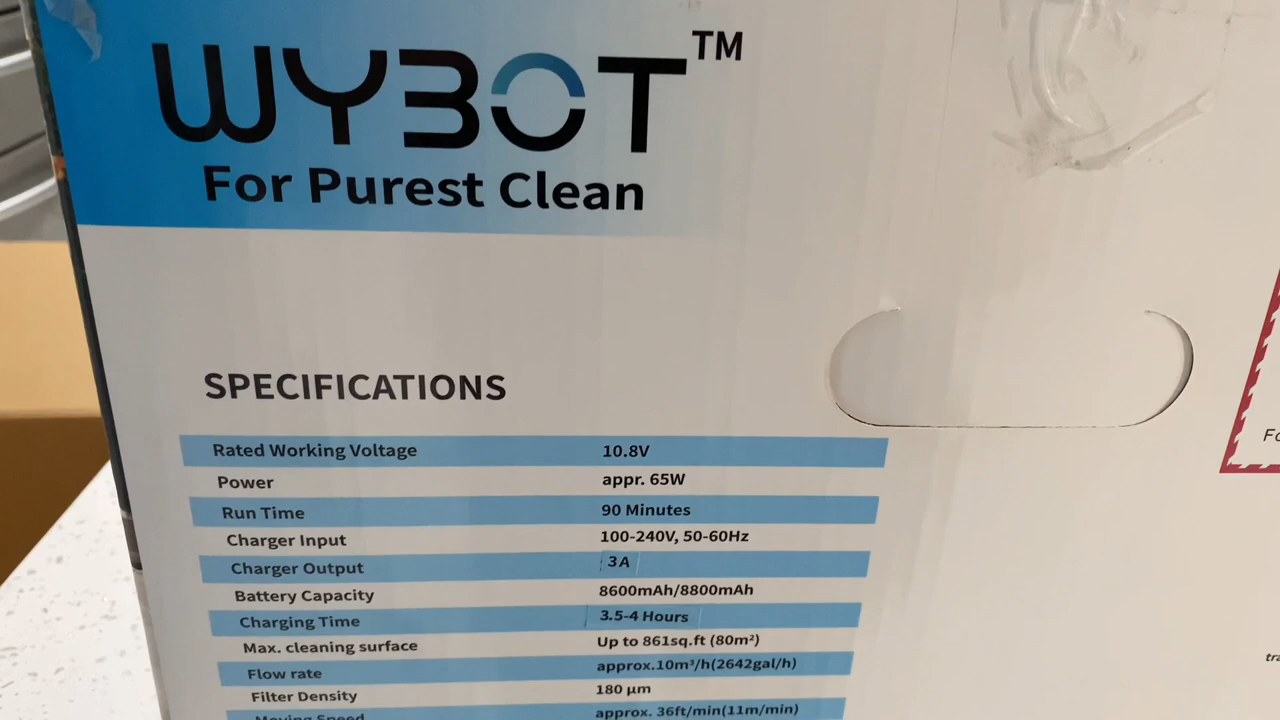 WYBOT™
For Purest Clean
SPECIFICATIONS
Rated Working Voltage 10.8V
Power appr. 65W
Run Time 90 Minutes
Charger Input 100-240V, 50-60Hz
Charger Output 3A
Battery Capacity 8600mAh/8800mAh
Charging Time 3.5-4 Hours
Max. cleaning surface Up to 861sq.ft (80m²)
Flow rate approx.10m³/h(2642gal/h)
Filter Density 180 µm
Moving Speed approx. 36ft/min(11m/min)